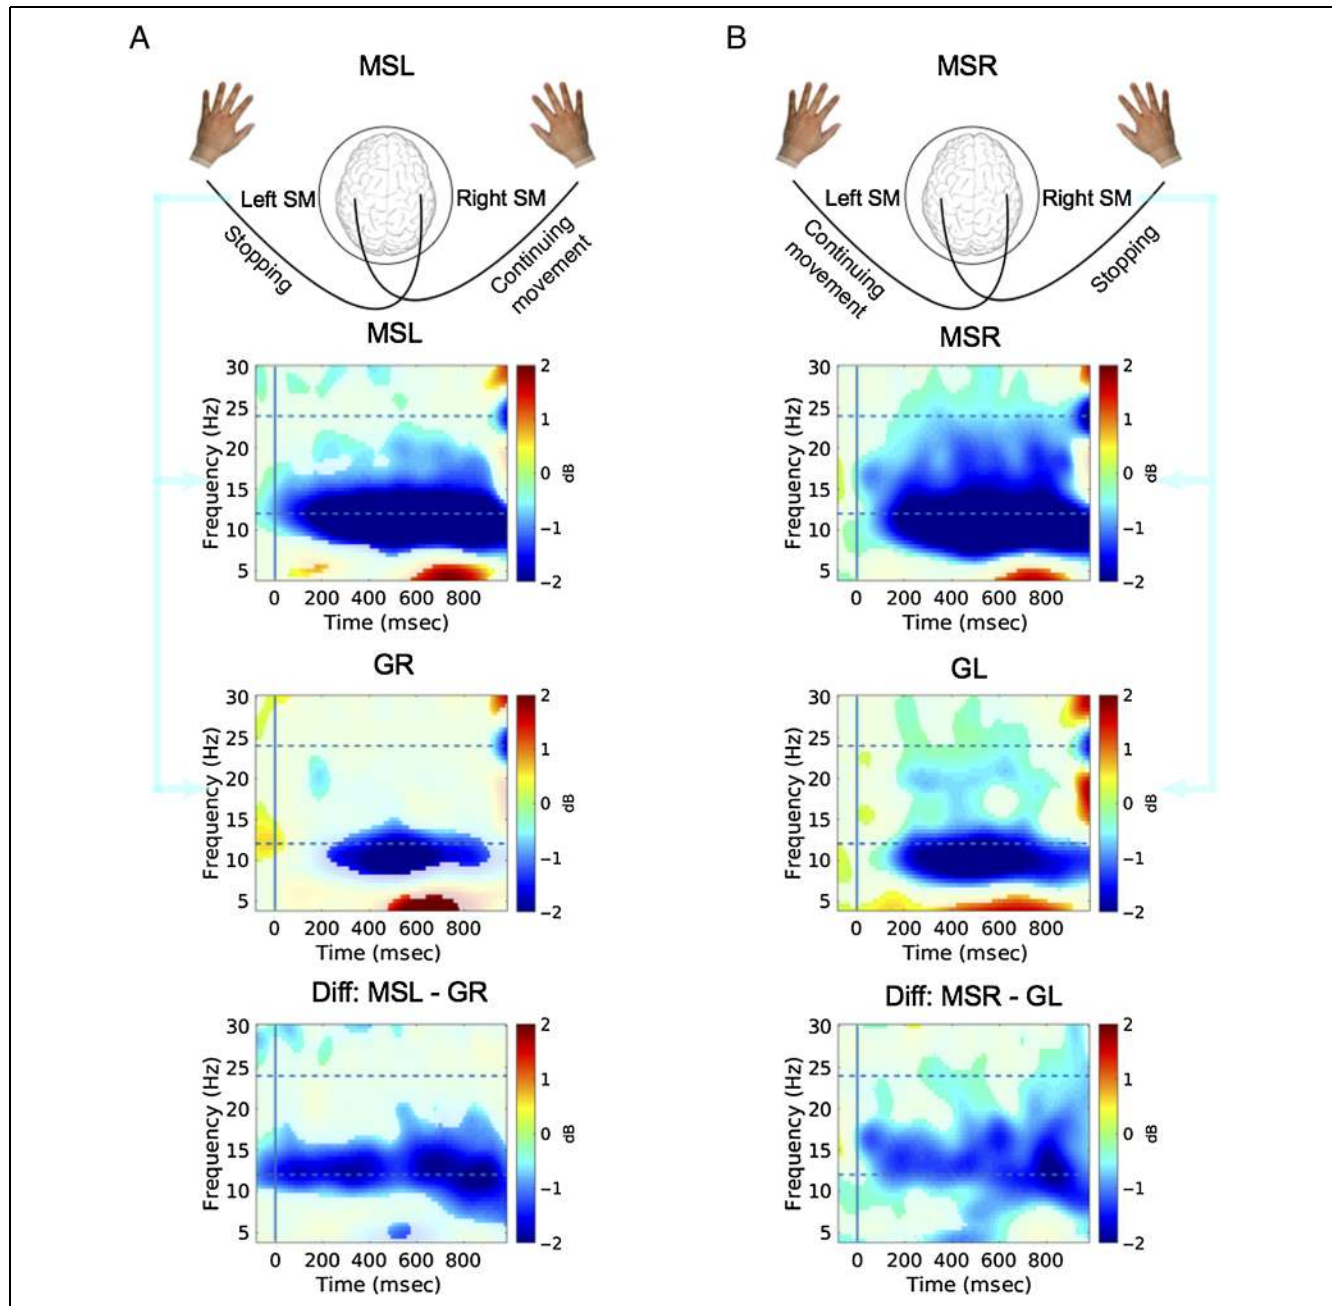 A
B
MSL
MSR
Left SM
Right SM
Stopping
Continuing
movement
Left SM
Right SM
Continuing
movement
Stopping
MSL
30
25
20
15
10
5
Frequency (Hz)
0 200 400 600 800
Time (msec)
2
1
0
−1
−2
dB
MSR
30
25
20
15
10
5
Frequency (Hz)
0 200 400 600 800
Time (msec)
2
1
0
−1
−2
dB
GR
30
25
20
15
10
5
Frequency (Hz)
0 200 400 600 800
Time (msec)
2
1
0
−1
−2
dB
GL
30
25
20
15
10
5
Frequency (Hz)
0 200 400 600 800
Time (msec)
2
1
0
−1
−2
dB
Diff: MSL - GR
30
25
20
15
10
5
Frequency (Hz)
0 200 400 600 800
Time (msec)
2
1
0
−1
−2
dB
Diff: MSR - GL
30
25
20
15
10
5
Frequency (Hz)
0 200 400 600 800
Time (msec)
2
1
0
−1
−2
dB